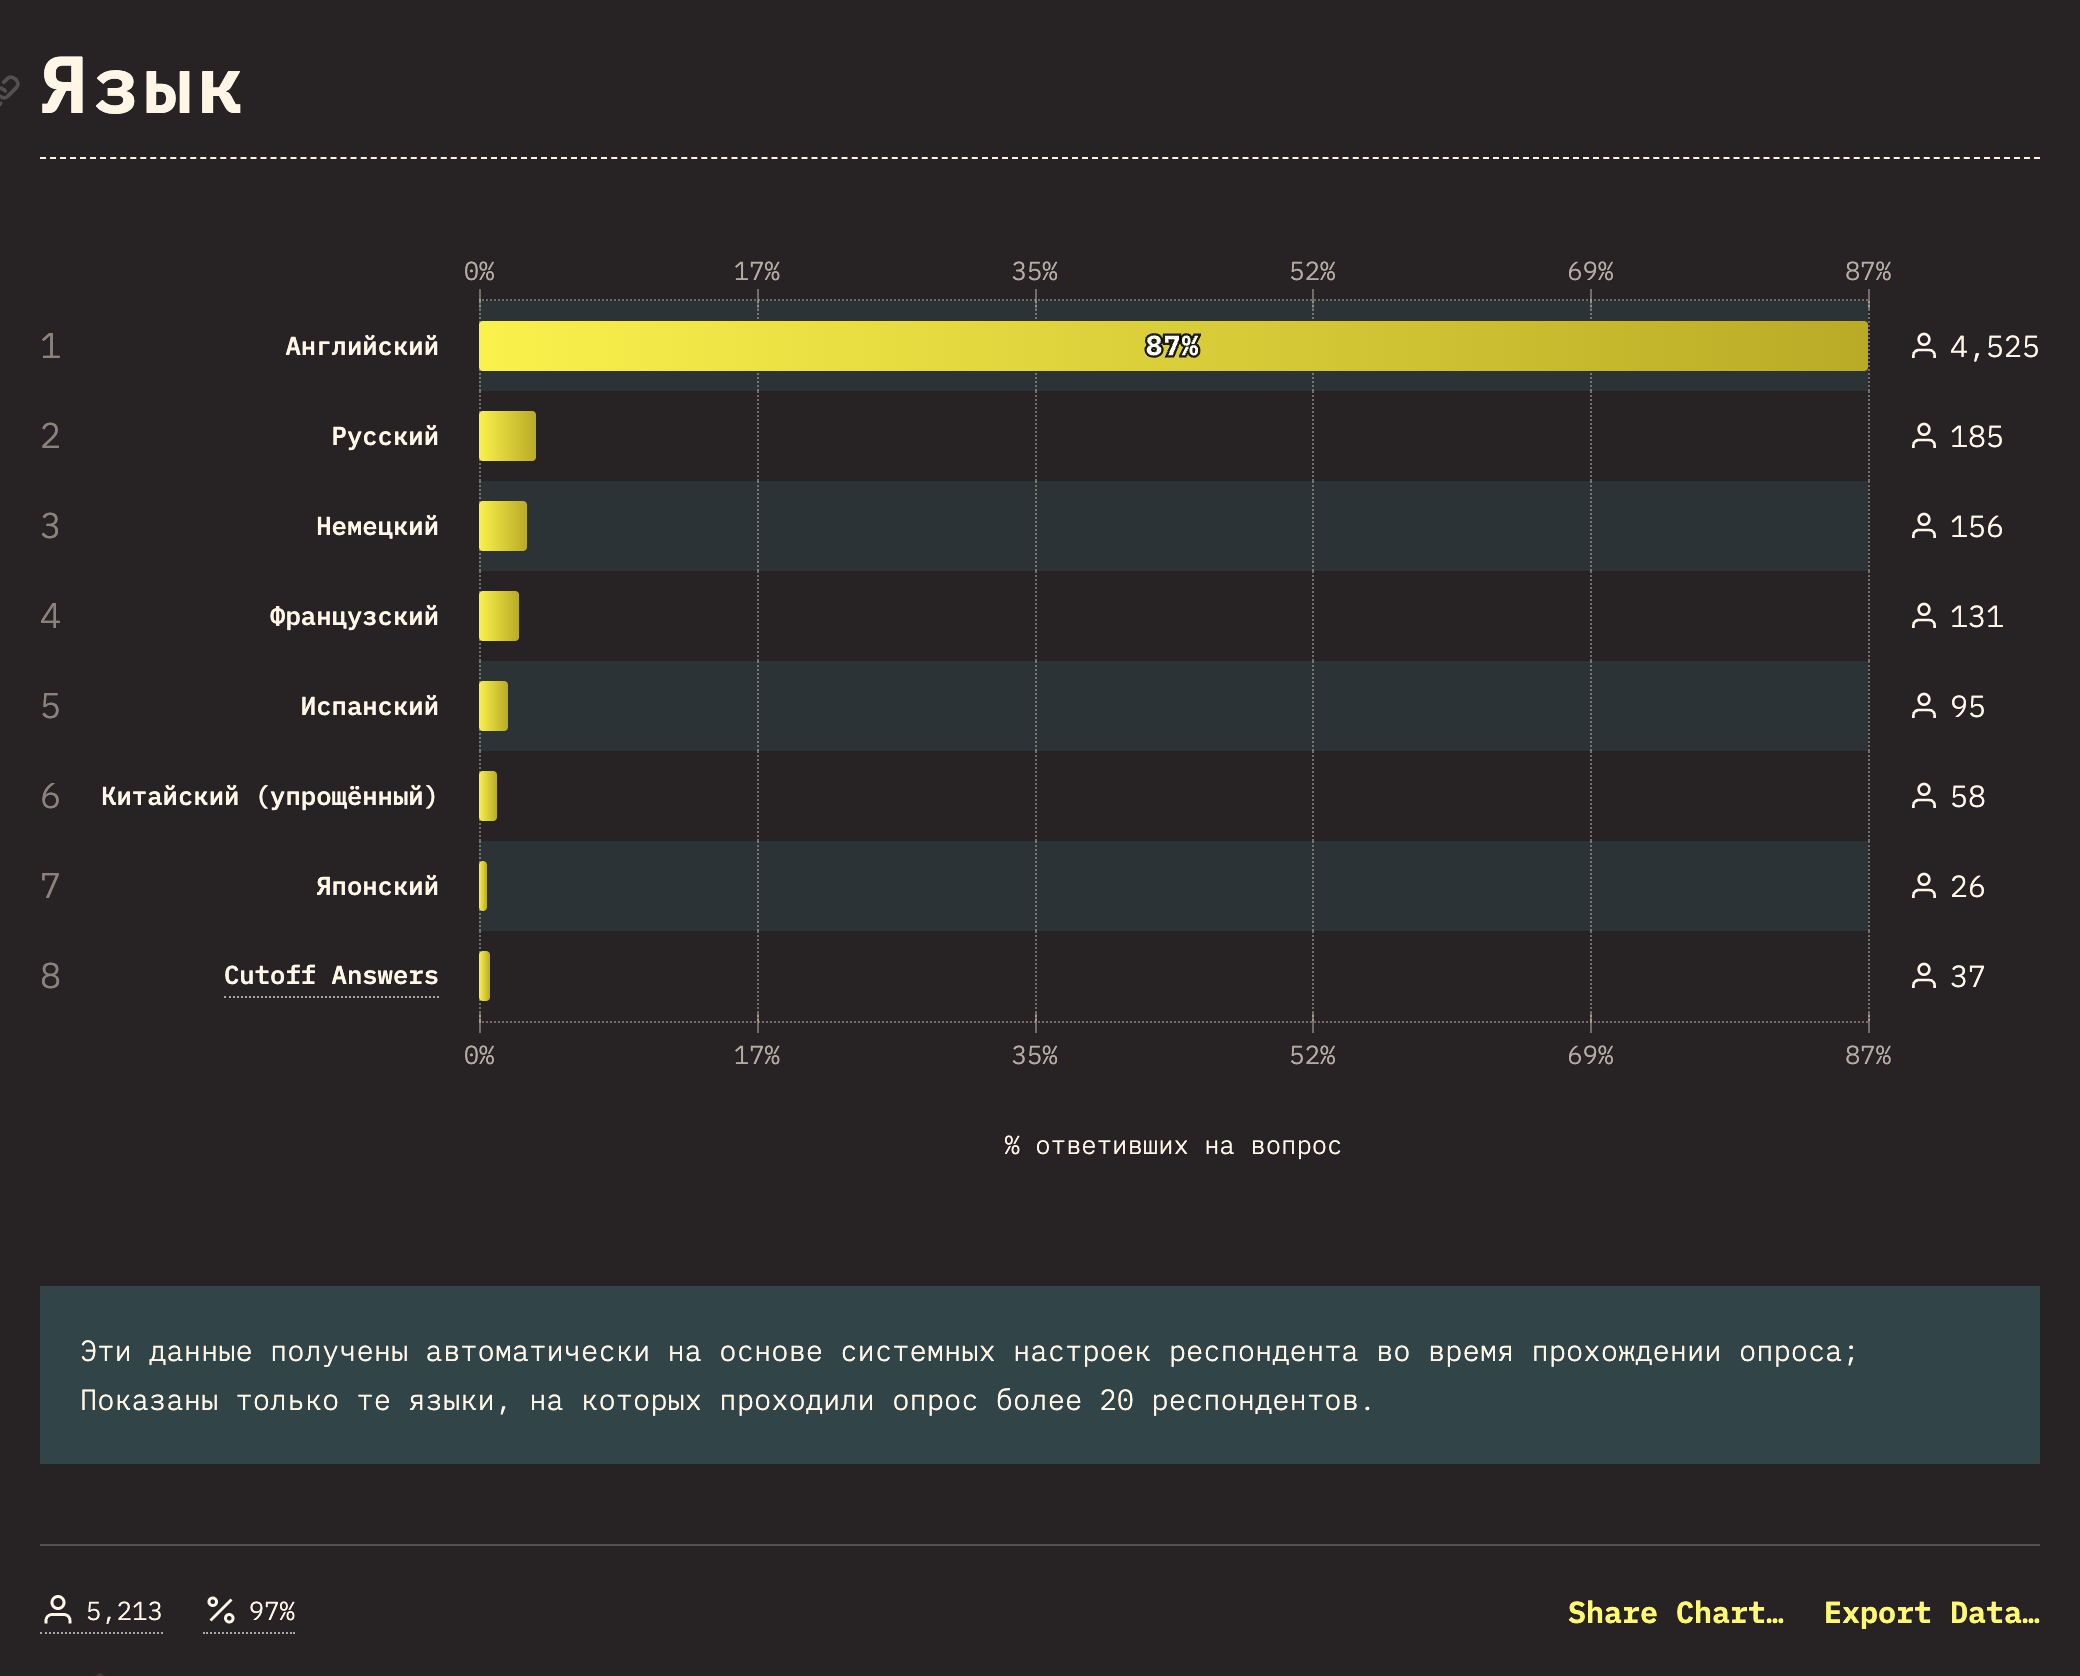 Язык
0% 17% 35% 52% 69% 87%
1 Английский 87% 4,525
2 Русский 185
3 Немецкий 156
4 Французский 131
5 Испанский 95
6 Китайский (упрощённый) 58
7 Японский 26
8 Cutoff Answers 37
0% 17% 35% 52% 69% 87%
% ответивших на вопрос
Эти данные получены автоматически на основе системных настроек респондента во время прохождении опроса;
Показаны только те языки, на которых проходили опрос более 20 респондентов.
5,213 97% Share Chart… Export Data…